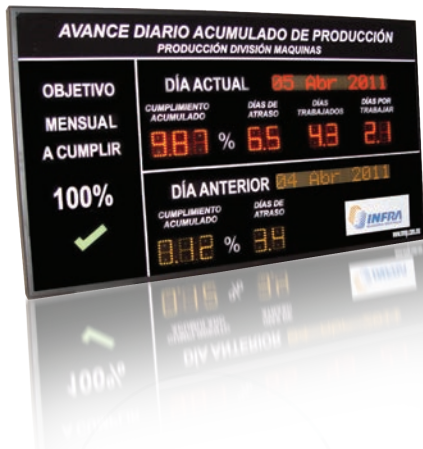 AVANCE DIARIO ACUMULADO DE PRODUCCIÓN
PRODUCCIÓN DIVISIÓN MAQUINAS
OBJETIVO
MENSUAL
A CUMPLIR
100%
DÍA ACTUAL 05 Abr 2011
CUMPLIMIENTO
ACUMULADO
9.87 %
DÍAS DE
ATRASO
6.5
DÍAS
TRABAJADOS
4.3
DÍAS POR
TRABAJAR
2.1
DÍA ANTERIOR 04 Abr 2011
CUMPLIMIENTO
ACUMULADO
0.12 %
DÍAS DE
ATRASO
3.4
INFRA